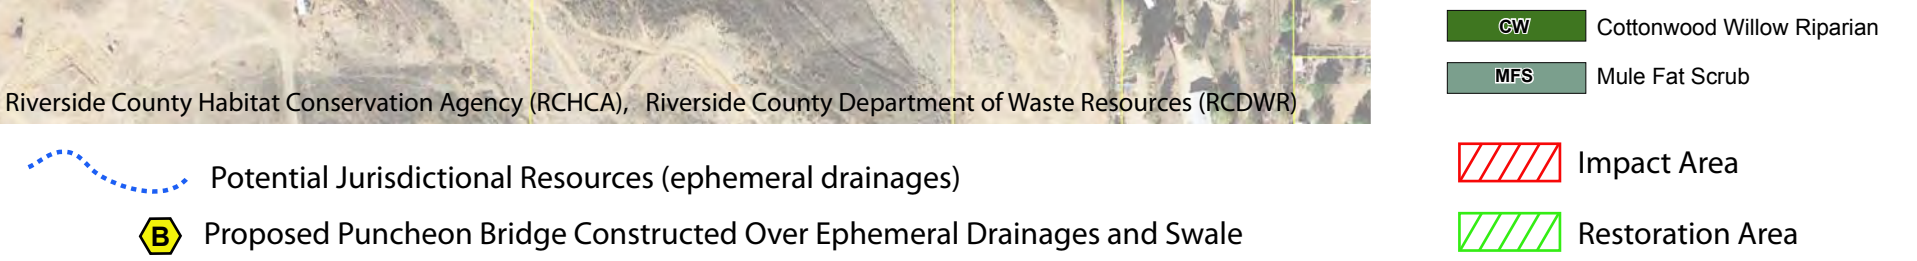 CW Cottonwood Willow Riparian
MFS Mule Fat Scrub
Riverside County Habitat Conservation Agency (RCHCA), Riverside County Department of Waste Resources (RCDWR)
Impact Area
Potential Jurisdictional Resources (ephemeral drainages)
B Proposed Puncheon Bridge Constructed Over Ephemeral Drainages and Swale
Restoration Area